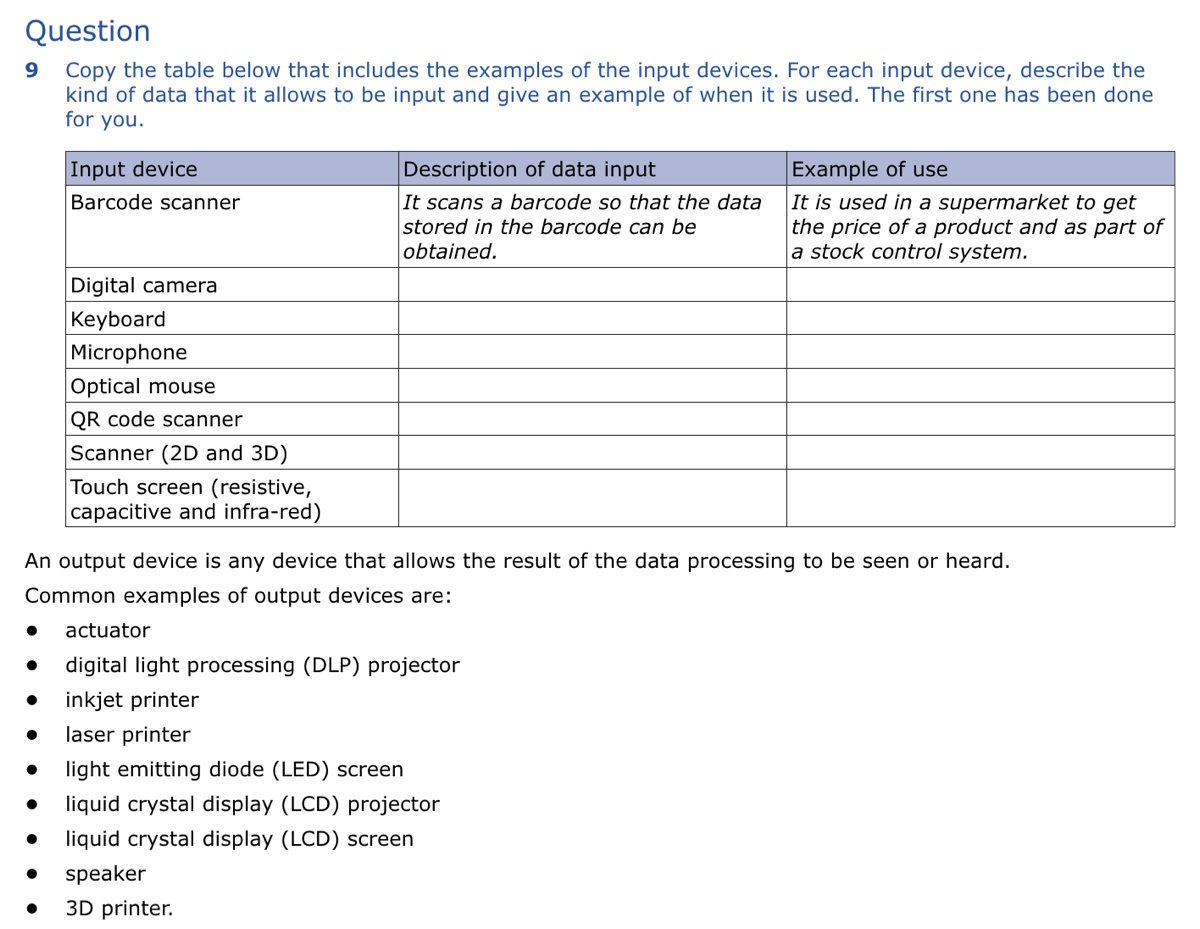 Question
9 Copy the table below that includes the examples of the input devices. For each input device, describe the
kind of data that it allows to be input and give an example of when it is used. The first one has been done
for you.
Input device Description of data input Example of use
Barcode scanner It scans a barcode so that the data stored in the barcode can be obtained. It is used in a supermarket to get the price of a product and as part of a stock control system.
Digital camera
Keyboard
Microphone
Optical mouse
QR code scanner
Scanner (2D and 3D)
Touch screen (resistive,
capacitive and infra-red)
An output device is any device that allows the result of the data processing to be seen or heard.
Common examples of output devices are:
● actuator
● digital light processing (DLP) projector
● inkjet printer
● laser printer
● light emitting diode (LED) screen
● liquid crystal display (LCD) projector
● liquid crystal display (LCD) screen
● speaker
● 3D printer.